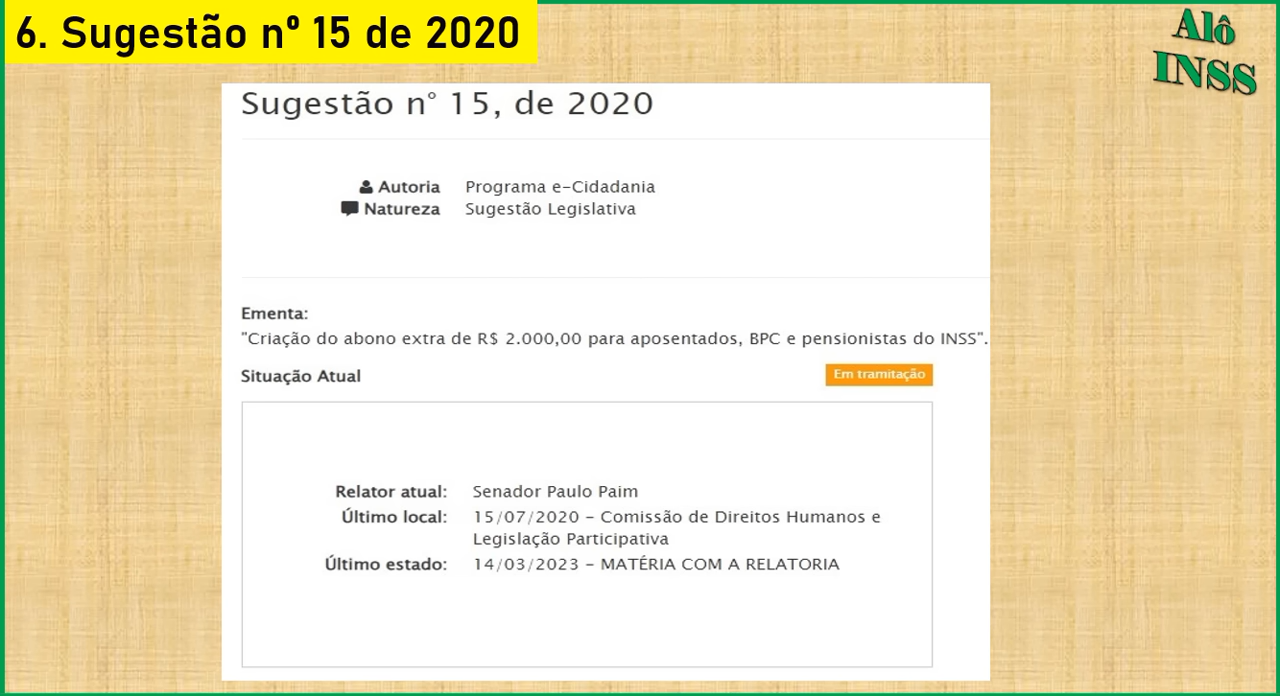 6. Sugestão nº 15 de 2020
Alô
INSS
Sugestão n° 15, de 2020
Autoria Programa e-Cidadania
Natureza Sugestão Legislativa
Ementa:
"Criação do abono extra de R$ 2.000,00 para aposentados, BPC e pensionistas do INSS".
Situação Atual Em tramitação
Relator atual: Senador Paulo Paim
Último local: 15/07/2020 - Comissão de Direitos Humanos e
Legislação Participativa
Último estado: 14/03/2023 - MATÉRIA COM A RELATORIA